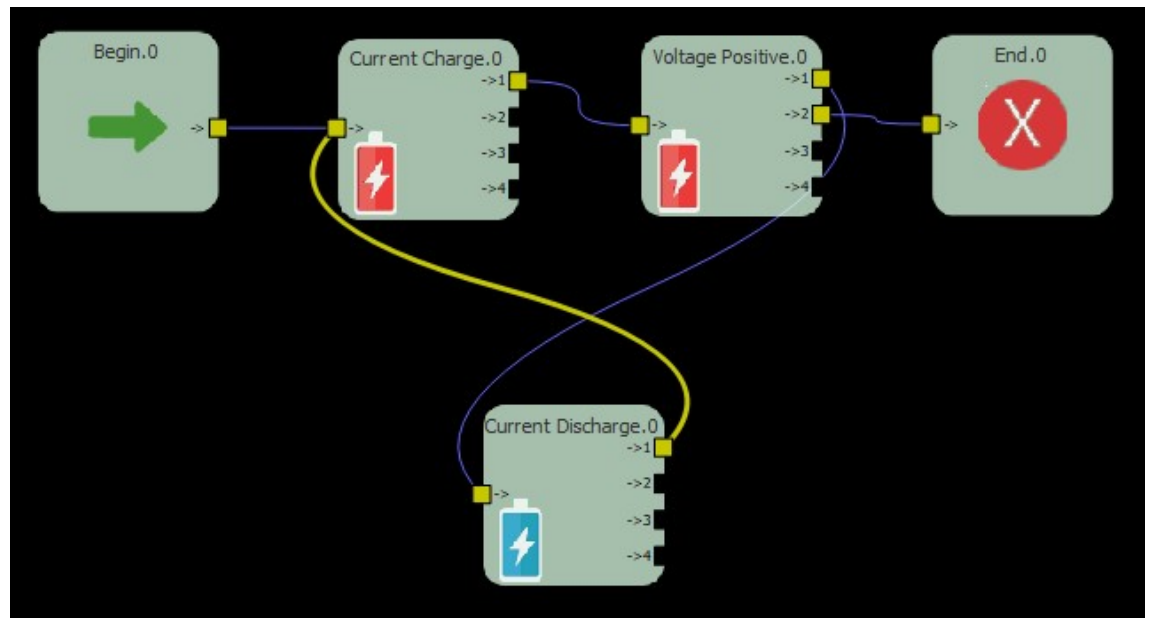 Begin.0
->
Current Charge.0
->1
->
->2
->3
->4
Voltage Positive.0
->1
->2
->
->3
->4
End.0
->
X
Current Discharge.0
->1
->2
->
->3
->4